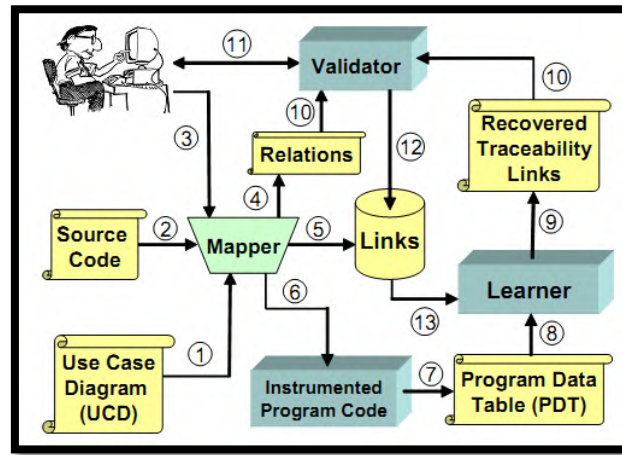 11
Validator
10
10
3
Relations
12
Recovered
Traceability
Links
4
2
5
9
Source
Code
Mapper
Links
6
Learner
13
1
8
Use Case
Diagram
(UCD)
Instrumented
Program Code
7
Program Data
Table (PDT)